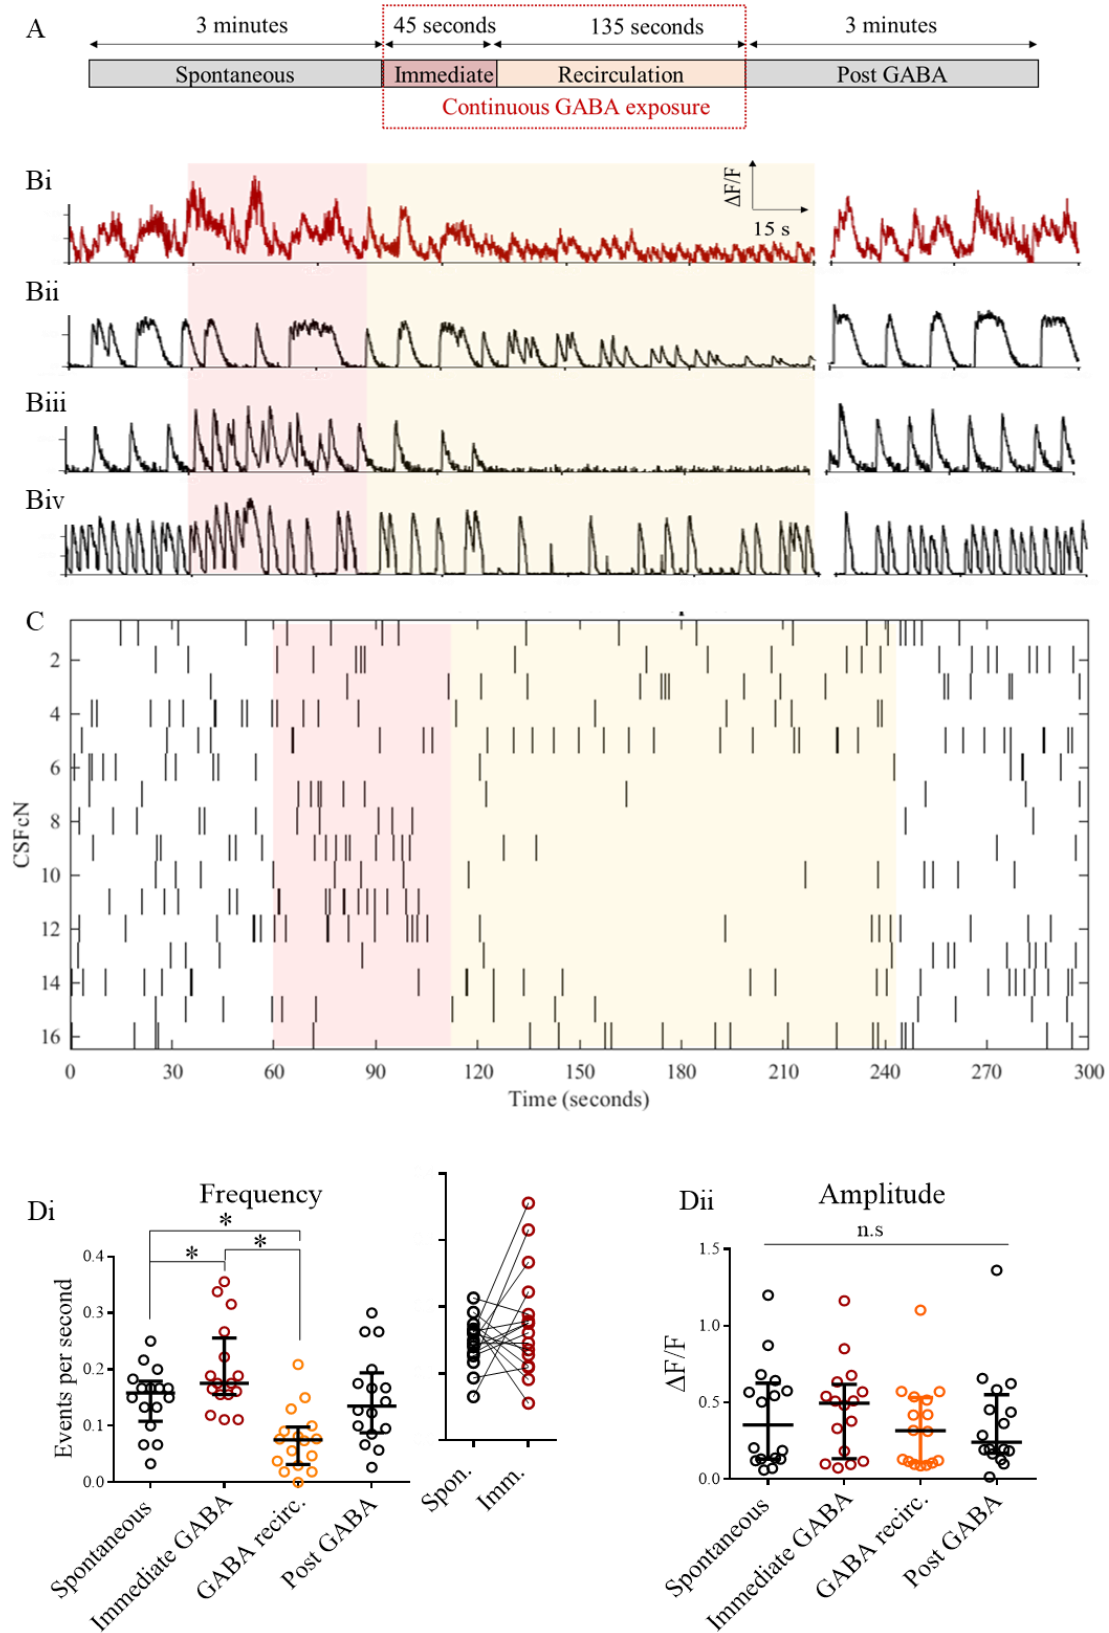 A
3 minutes 45 seconds 135 seconds 3 minutes
Spontaneous Immediate Recirculation Post GABA
Continuous GABA exposure
Bi
ΔF/F
15 s
Bii
Biii
Biv
C
2
4
6
8
10
12
14
16
CSFcN
0 30 60 90 120 150 180 210 240 270 300
Time (seconds)
Di
Frequency
*
* *
0.4
0.3
0.2
0.1
0.0
Events per second
Spontaneous
Immediate GABA
GABA recirc.
Post GABA
Spon.
Imm.
Dii
Amplitude
n.s
1.5
1.0
0.5
0.0
ΔF/F
Spontaneous
Immediate GABA
GABA recirc.
Post GABA